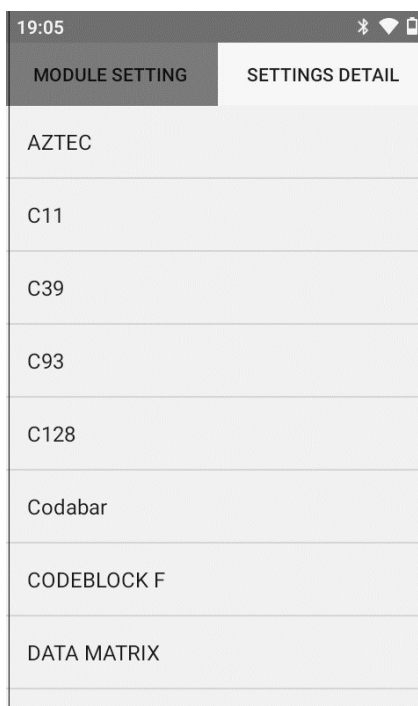 19:05
MODULE SETTING SETTINGS DETAIL
AZTEC
C11
C39
C93
C128
Codabar
CODEBLOCK F
DATA MATRIX